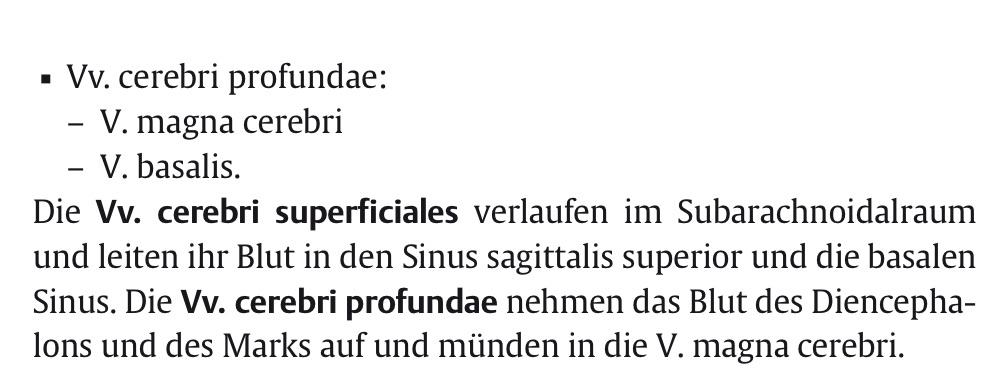 ▪ Vv. cerebri profundae:
– V. magna cerebri
– V. basalis.
Die Vv. cerebri superficiales verlaufen im Subarachnoidalraum
und leiten ihr Blut in den Sinus sagittalis superior und die basalen
Sinus. Die Vv. cerebri profundae nehmen das Blut des Diencepha-
lons und des Marks auf und münden in die V. magna cerebri.